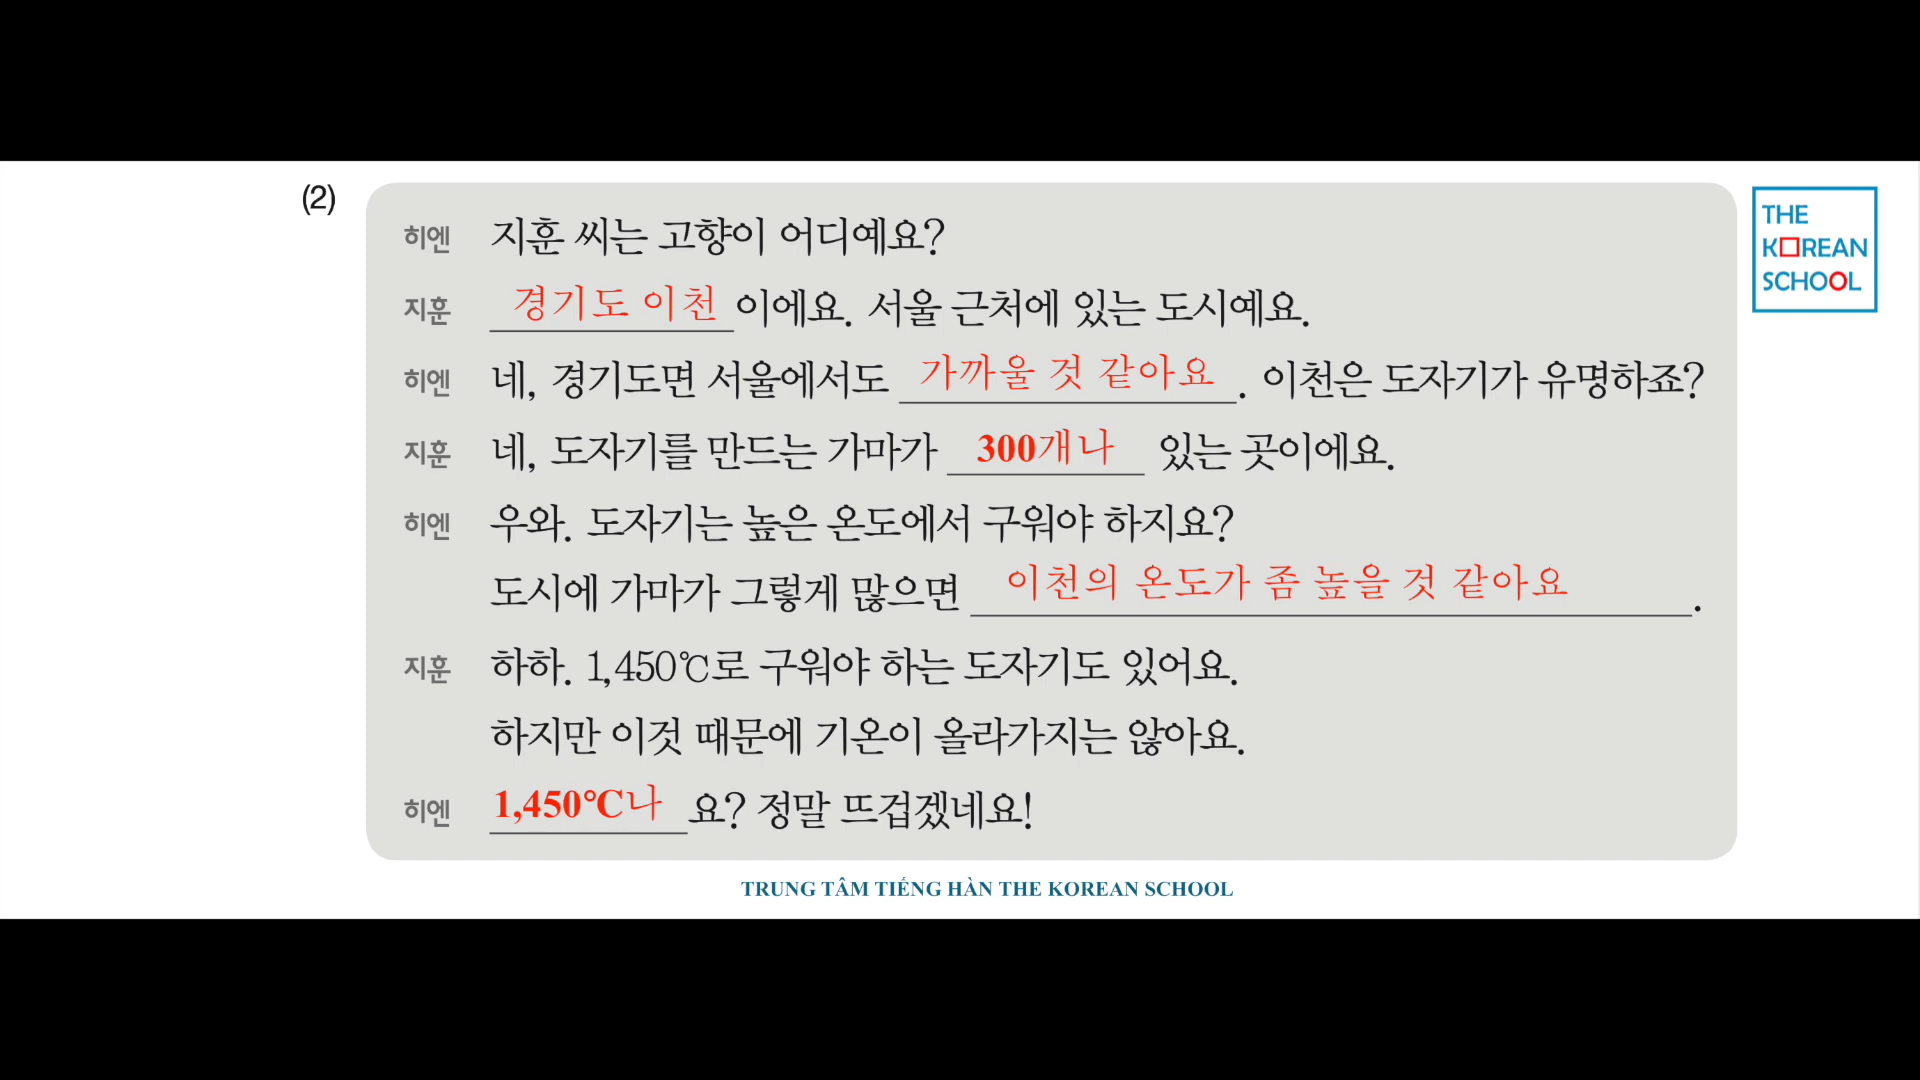 (2)
히엔 지훈 씨는 고향이 어디예요?
지훈 경기도 이천이에요. 서울 근처에 있는 도시예요.
히엔 네, 경기도면 서울에서도 가까울 것 같아요. 이천은 도자기가 유명하죠?
지훈 네, 도자기를 만드는 가마가 300개나 있는 곳이에요.
히엔 우와. 도자기는 높은 온도에서 구워야 하지요?
도시에 가마가 그렇게 많으면 이천의 온도가 좀 높을 것 같아요.
지훈 하하. 1,450℃로 구워야 하는 도자기도 있어요.
하지만 이것 때문에 기온이 올라가지는 않아요.
히엔 1,450℃나요? 정말 뜨겁겠네요!
THE
KOREAN
SCHOOL
TRUNG TÂM TIẾNG HÀN THE KOREAN SCHOOL